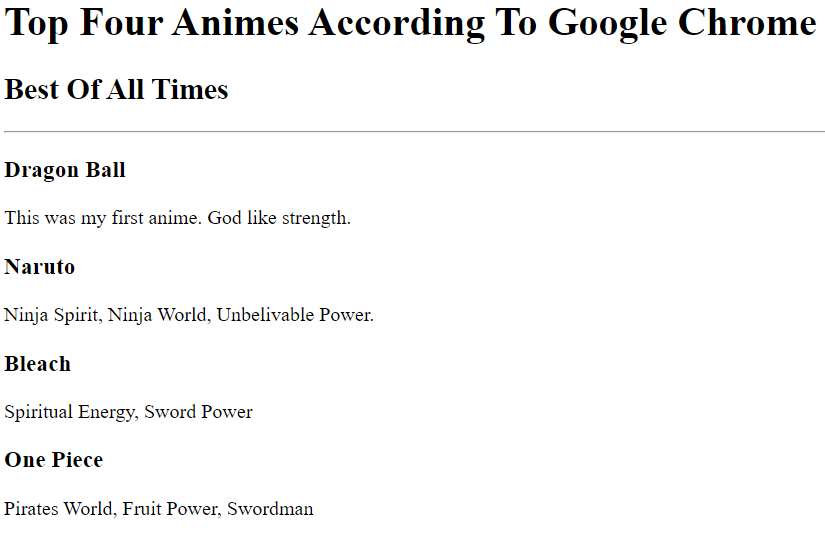 Top Four Animes According To Google Chrome
Best Of All Times
Dragon Ball
This was my first anime. God like strength.
Naruto
Ninja Spirit, Ninja World, Unbelivable Power.
Bleach
Spiritual Energy, Sword Power
One Piece
Pirates World, Fruit Power, Swordman